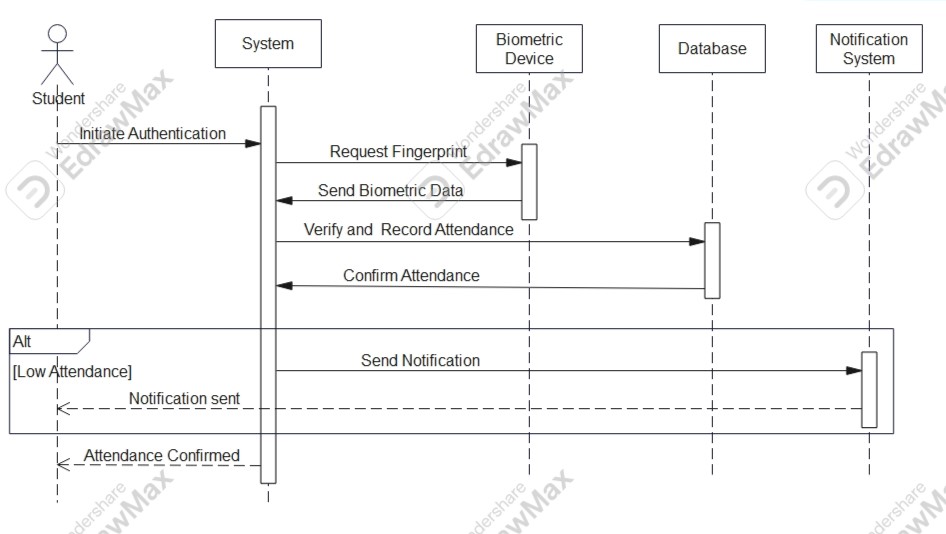 System
Biometric
Device
Database
Notification
System
Student
Initiate Authentication
Request Fingerprint
Send Biometric Data
Verify and  Record Attendance
Confirm Attendance
Alt
[Low Attendance]
Send Notification
Notification sent
Attendance Confirmed
Wondershare
EdrawMax
Wondershare
EdrawMax
Wondershare
EdrawMax
Wondershare
EdrawMax
Wondershare
EdrawMax
Wondershare
EdrawMax